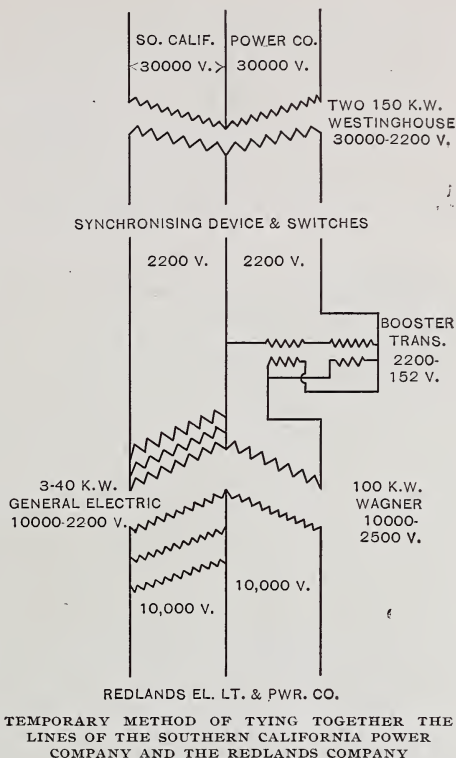 SO. CALIF. POWER CO.
<30000 V.> 30000 V.
TWO 150 K.W.
WESTINGHOUSE
30000-2200 V.
SYNCHRONISING DEVICE & SWITCHES
2200 V. 2200 V.
BOOSTER
TRANS.
2200-
152 V.
3-40 K.W.
GENERAL ELECTRIC
10000-2200 V.
100 K.W.
WAGNER
10000-
2500 V.
10,000 V.
10,000 V.
REDLANDS EL. LT. & PWR. CO.
TEMPORARY METHOD OF TYING TOGETHER THE
LINES OF THE SOUTHERN CALIFORNIA POWER
COMPANY AND THE REDLANDS COMPANY